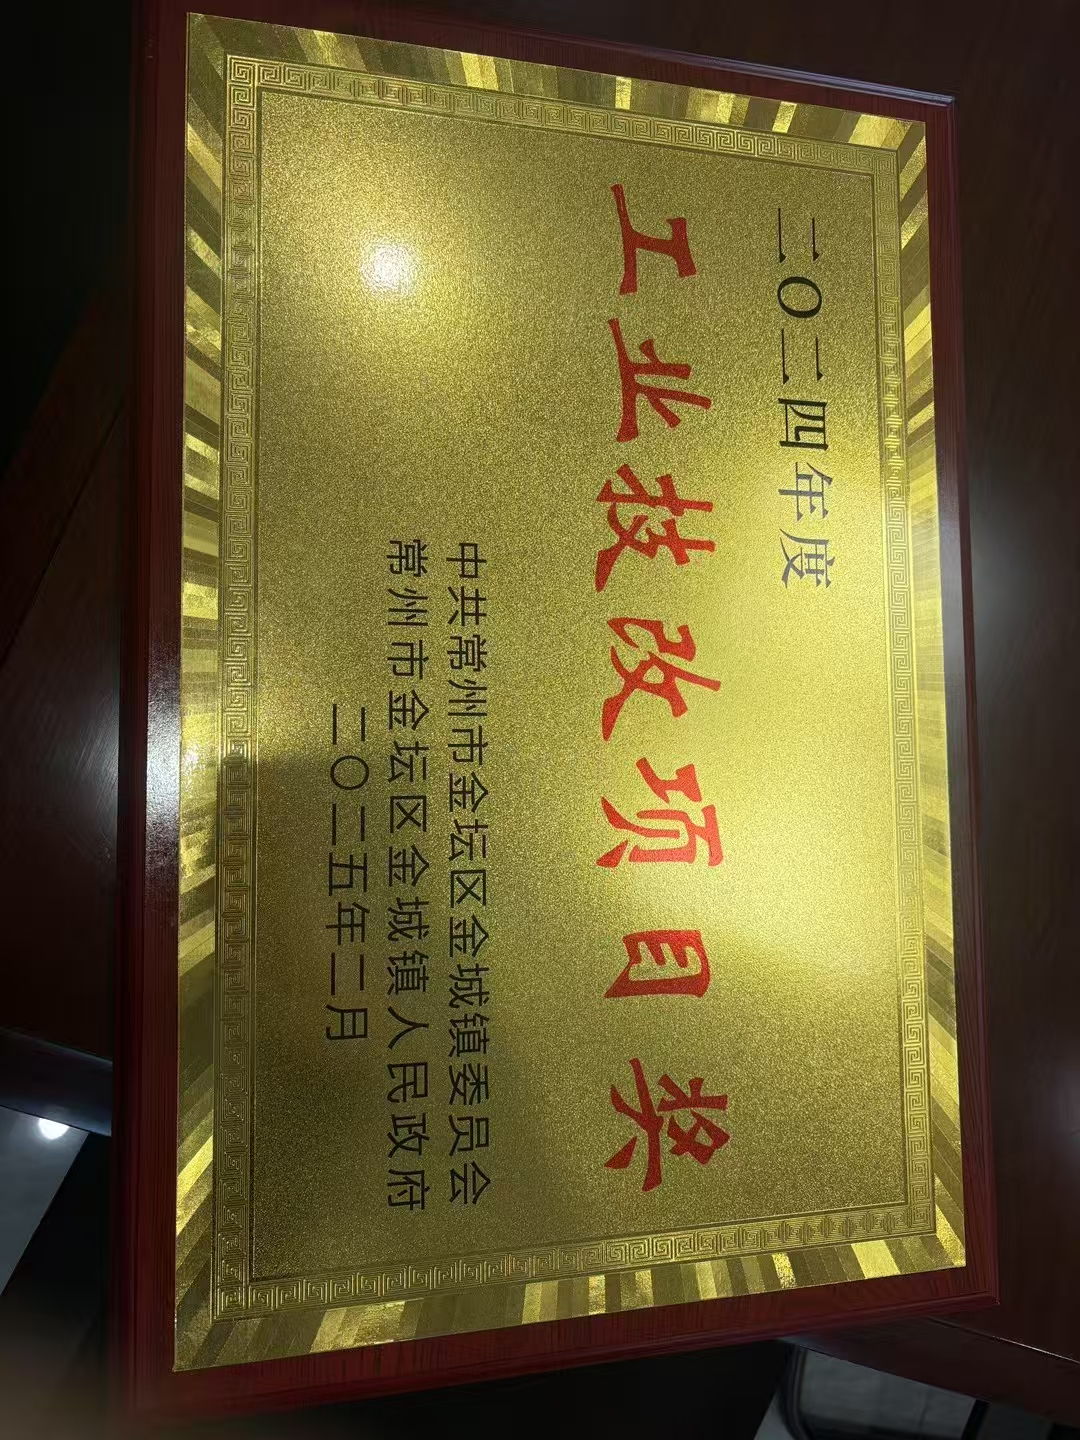 二〇二四年度
工业技改项目奖
中共常州市金坛区金城镇委员会
常州市金坛区金城镇人民政府
二〇二五年二月